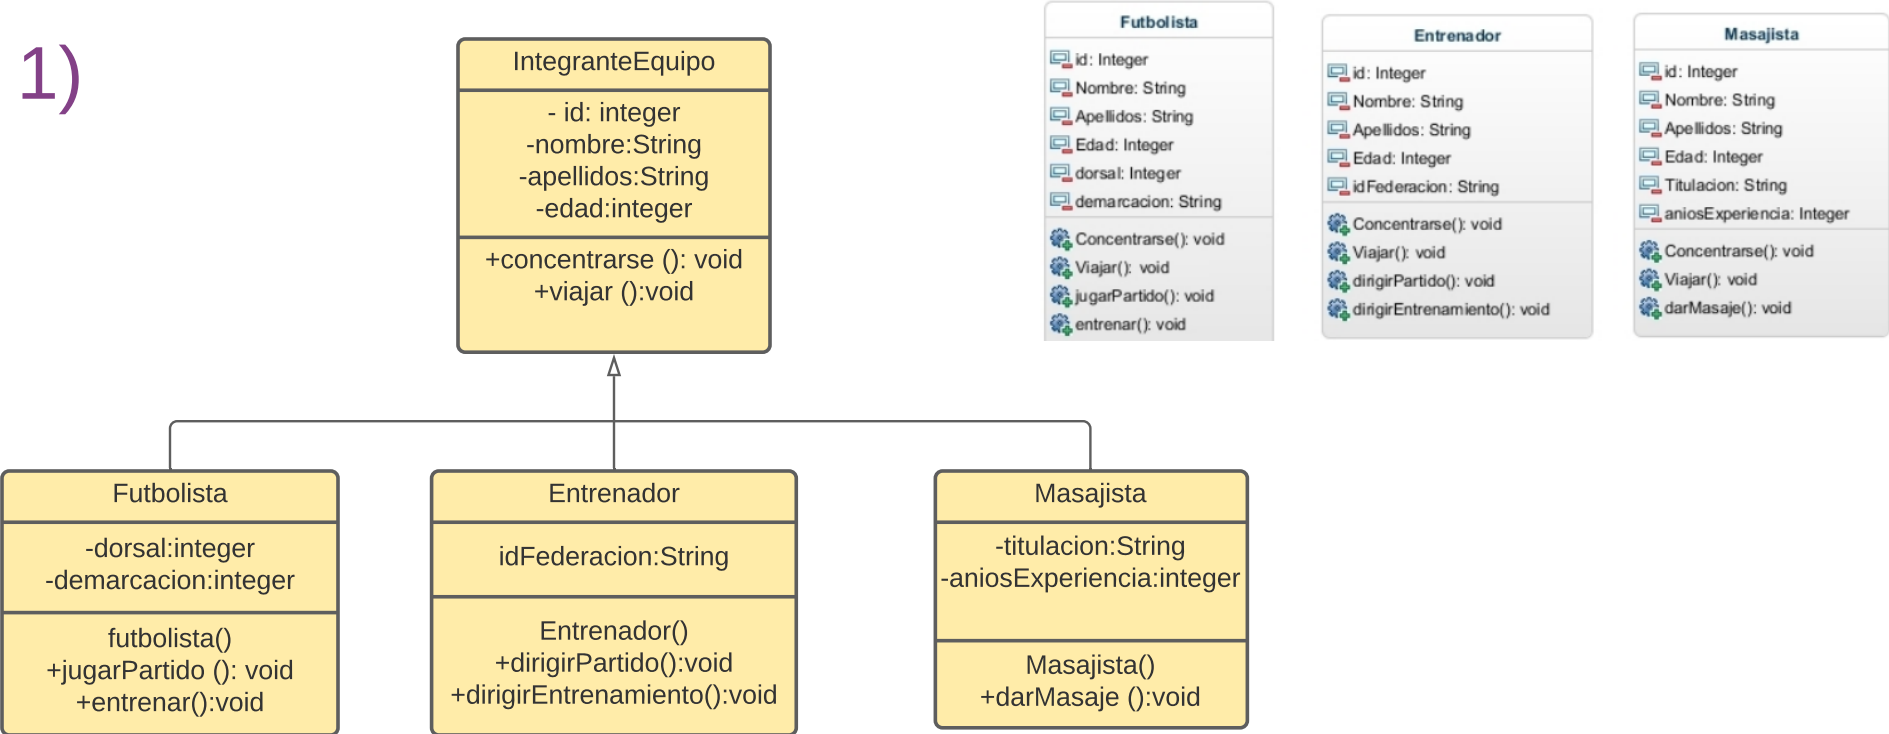 1)
IntegranteEquipo
- id: integer
-nombre:String
-apellidos:String
-edad:integer
+concentrarse (): void
+viajar ():void
Futbolista
-dorsal:integer
-demarcacion:integer
futbolista()
+jugarPartido (): void
+entrenar():void
Entrenador
idFederacion:String
Entrenador()
+dirigirPartido():void
+dirigirEntrenamiento():void
Masajista
-titulacion:String
-aniosExperiencia:integer
Masajista()
+darMasaje ():void
Futbolista
id: Integer
Nombre: String
Apellidos: String
Edad: Integer
dorsal: Integer
demarcacion: String
Concentrarse(): void
Viajar(): void
jugarPartido(): void
entrenar(): void
Entrenador
id: Integer
Nombre: String
Apellidos: String
Edad: Integer
idFederacion: String
Concentrarse(): void
Viajar(): void
dirigirPartido(): void
dirigirEntrenamiento(): void
Masajista
id: Integer
Nombre: String
Apellidos: String
Edad: Integer
Titulacion: String
aniosExperiencia: Integer
Concentrarse(): void
Viajar(): void
darMasaje(): void